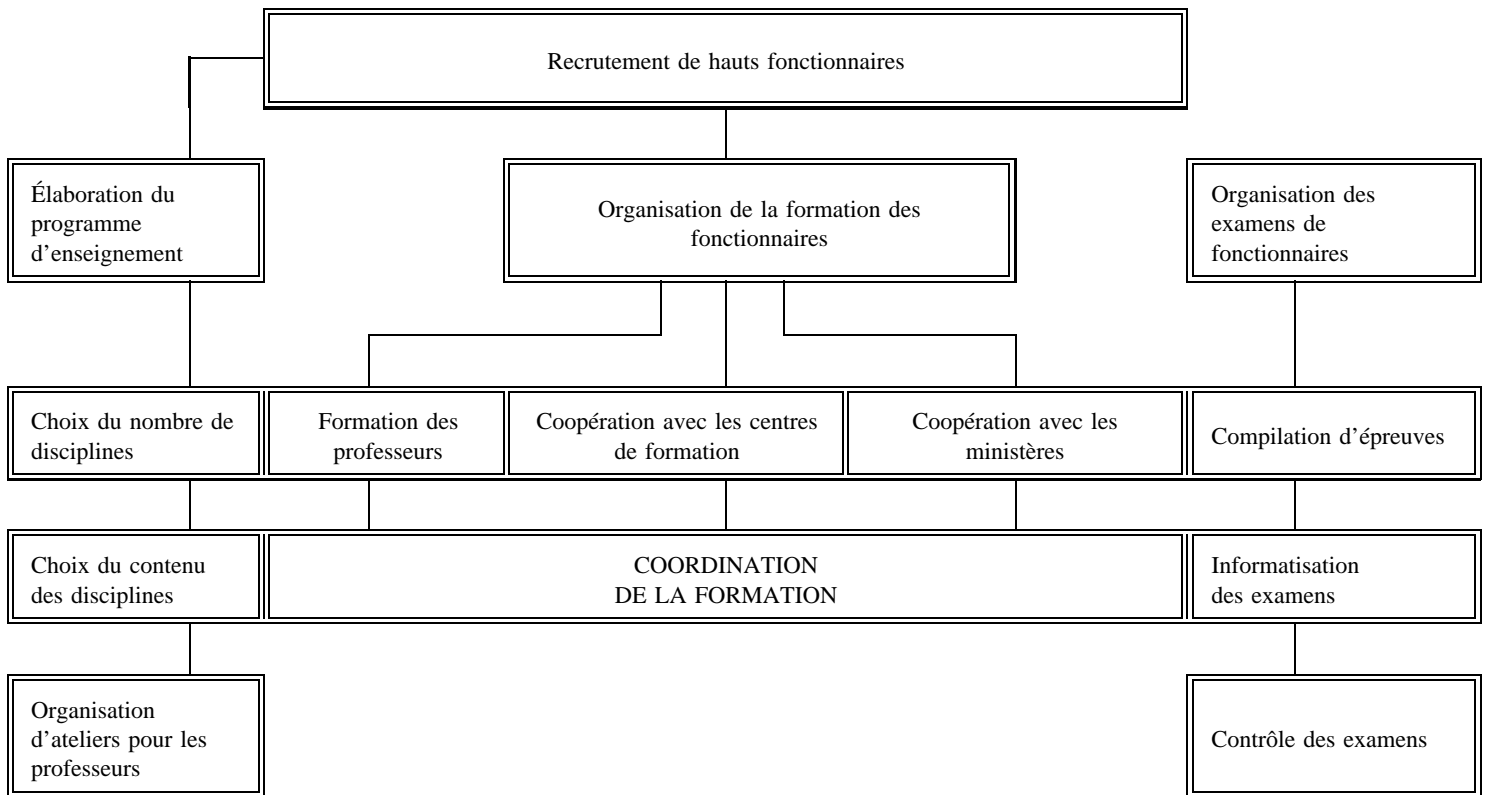 Recrutement de hauts fonctionnaires
Élaboration du
programme
d'enseignement
Organisation de la formation des
fonctionnaires
Organisation des
examens de
fonctionnaires
Choix du nombre de
disciplines
Formation des
professeurs
Coopération avec les centres
de formation
Coopération avec les
ministères
Compilation d'épreuves
Choix du contenu
des disciplines
COORDINATION
DE LA FORMATION
Informatisation
des examens
Organisation
d'ateliers pour les
professeurs
Contrôle des examens